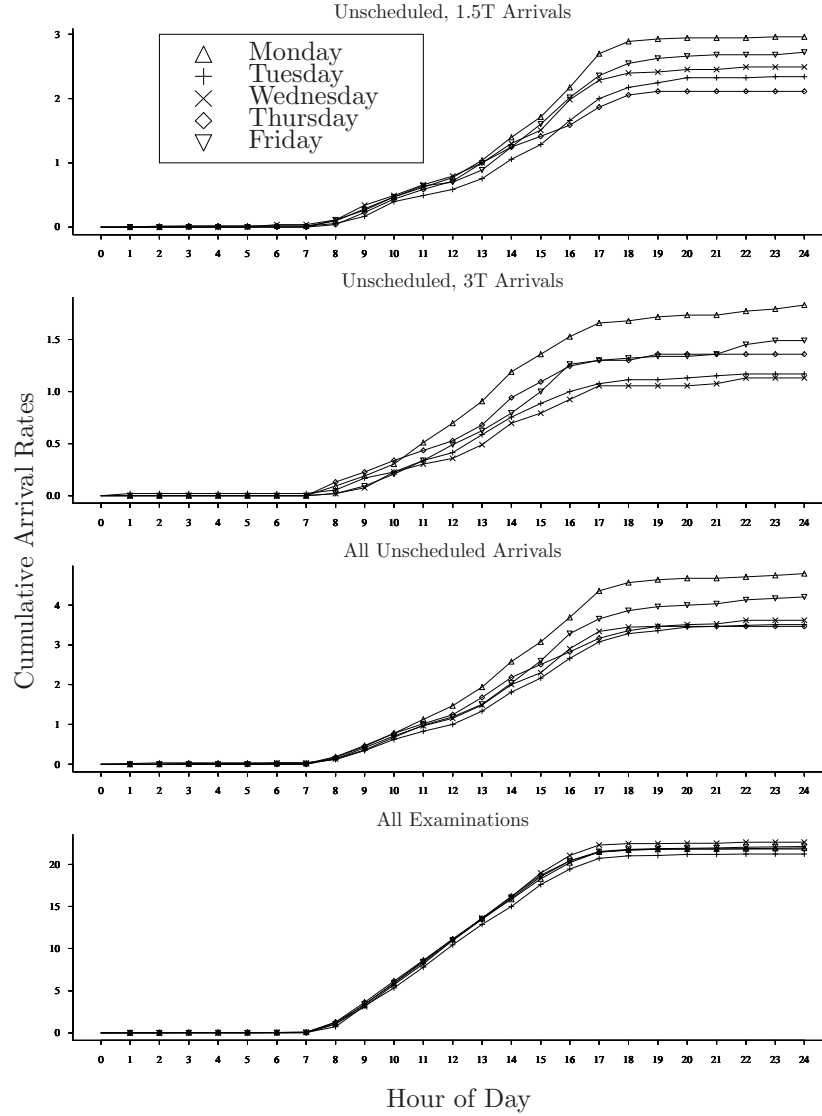 Unscheduled, 1.5T Arrivals
3
2
1
0
Monday
Tuesday
Wednesday
Thursday
Friday
0 1 2 3 4 5 6 7 8 9 10 11 12 13 14 15 16 17 18 19 20 21 22 23 24
Unscheduled, 3T Arrivals
1.5
1.0
0.5
0.0
0 1 2 3 4 5 6 7 8 9 10 11 12 13 14 15 16 17 18 19 20 21 22 23 24
Cumulative Arrival Rates
All Unscheduled Arrivals
4
3
2
1
0
0 1 2 3 4 5 6 7 8 9 10 11 12 13 14 15 16 17 18 19 20 21 22 23 24
All Examinations
20
15
10
5
0
0 1 2 3 4 5 6 7 8 9 10 11 12 13 14 15 16 17 18 19 20 21 22 23 24
Hour of Day